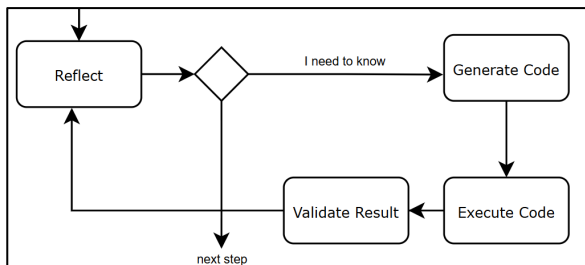 Reflect
I need to know
Generate Code
Validate Result
Execute Code
next step